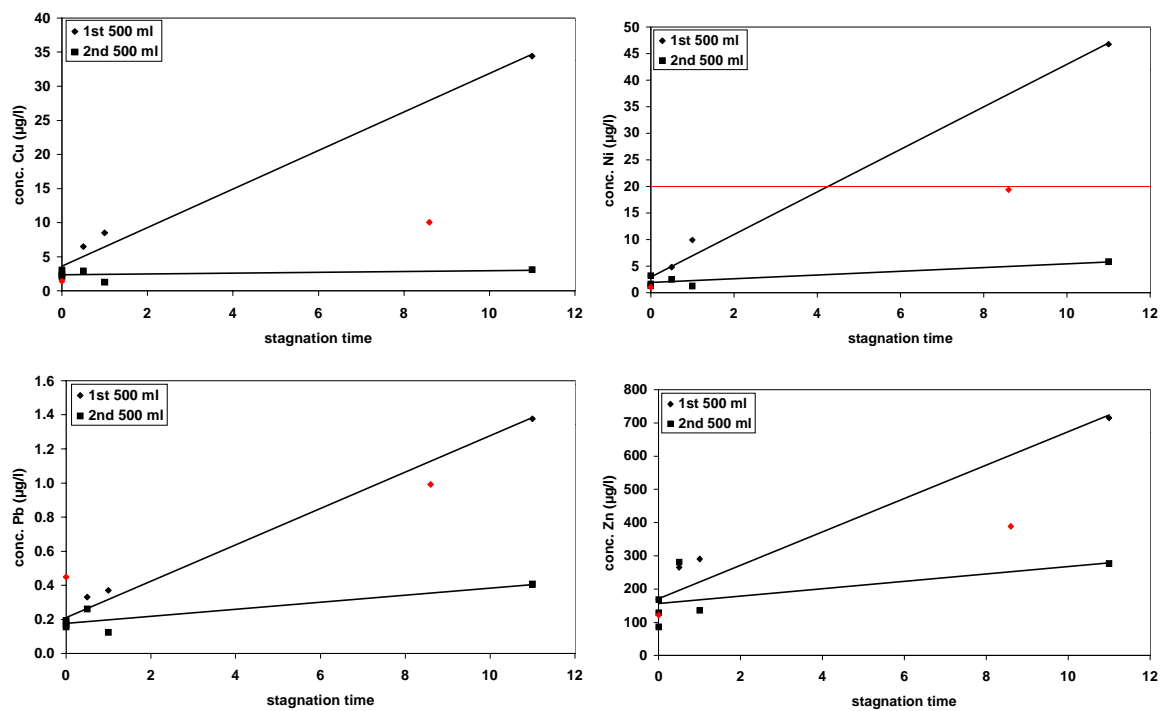 40
35
30
25
20
15
10
5
0
conc. Cu (µg/l)
1st 500 ml
2nd 500 ml
0 2 4 6 8 10 12
stagnation time
50
45
40
35
30
25
20
15
10
5
0
conc. Ni (µg/l)
1st 500 ml
2nd 500 ml
0 2 4 6 8 10 12
stagnation time
1.6
1.4
1.2
1.0
0.8
0.6
0.4
0.2
0.0
conc. Pb (µg/l)
1st 500 ml
2nd 500 ml
0 2 4 6 8 10 12
stagnation time
800
700
600
500
400
300
200
100
0
conc. Zn (µg/l)
1st 500 ml
2nd 500 ml
0 2 4 6 8 10 12
stagnation time